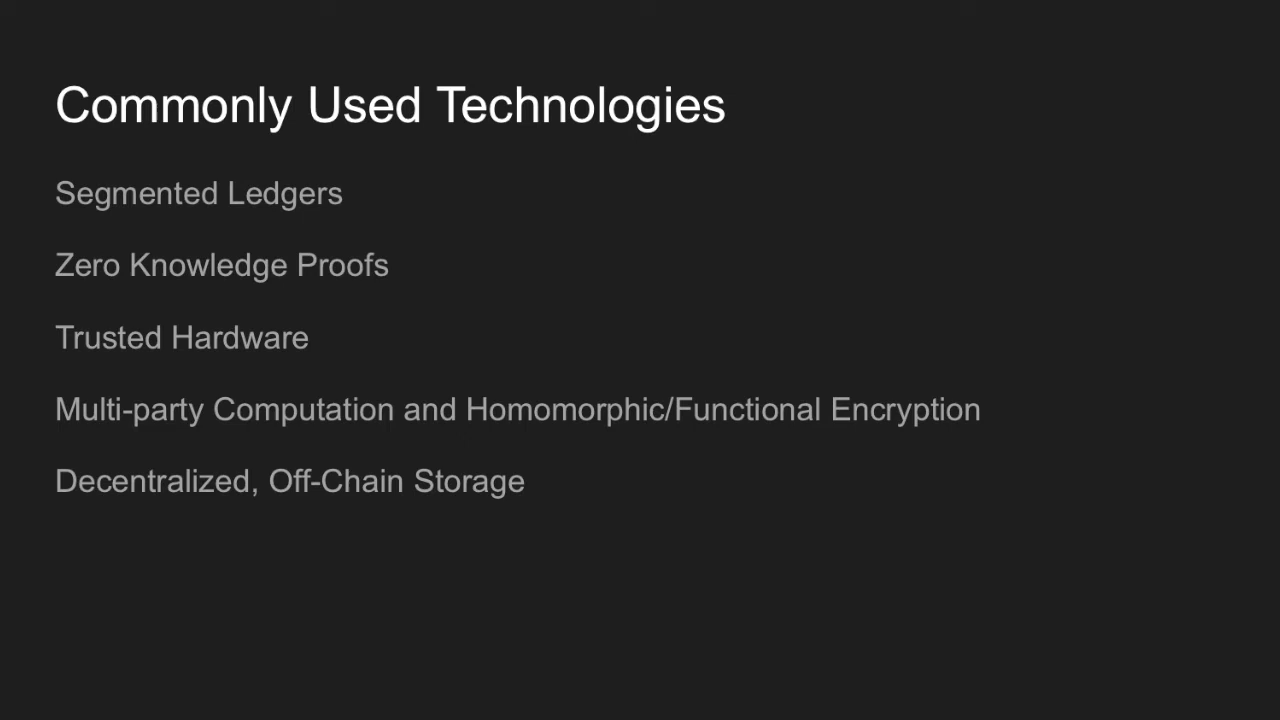 Commonly Used Technologies
Segmented Ledgers
Zero Knowledge Proofs
Trusted Hardware
Multi-party Computation and Homomorphic/Functional Encryption
Decentralized, Off-Chain Storage